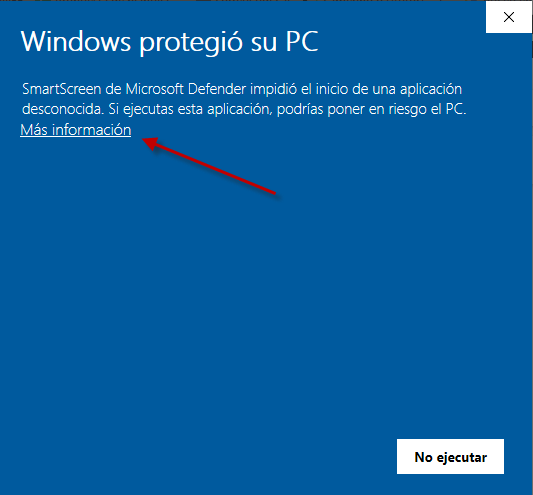 Windows protegió su PC
SmartScreen de Microsoft Defender impidió el inicio de una aplicación
desconocida. Si ejecutas esta aplicación, podrías poner en riesgo el PC.
Más información
No ejecutar